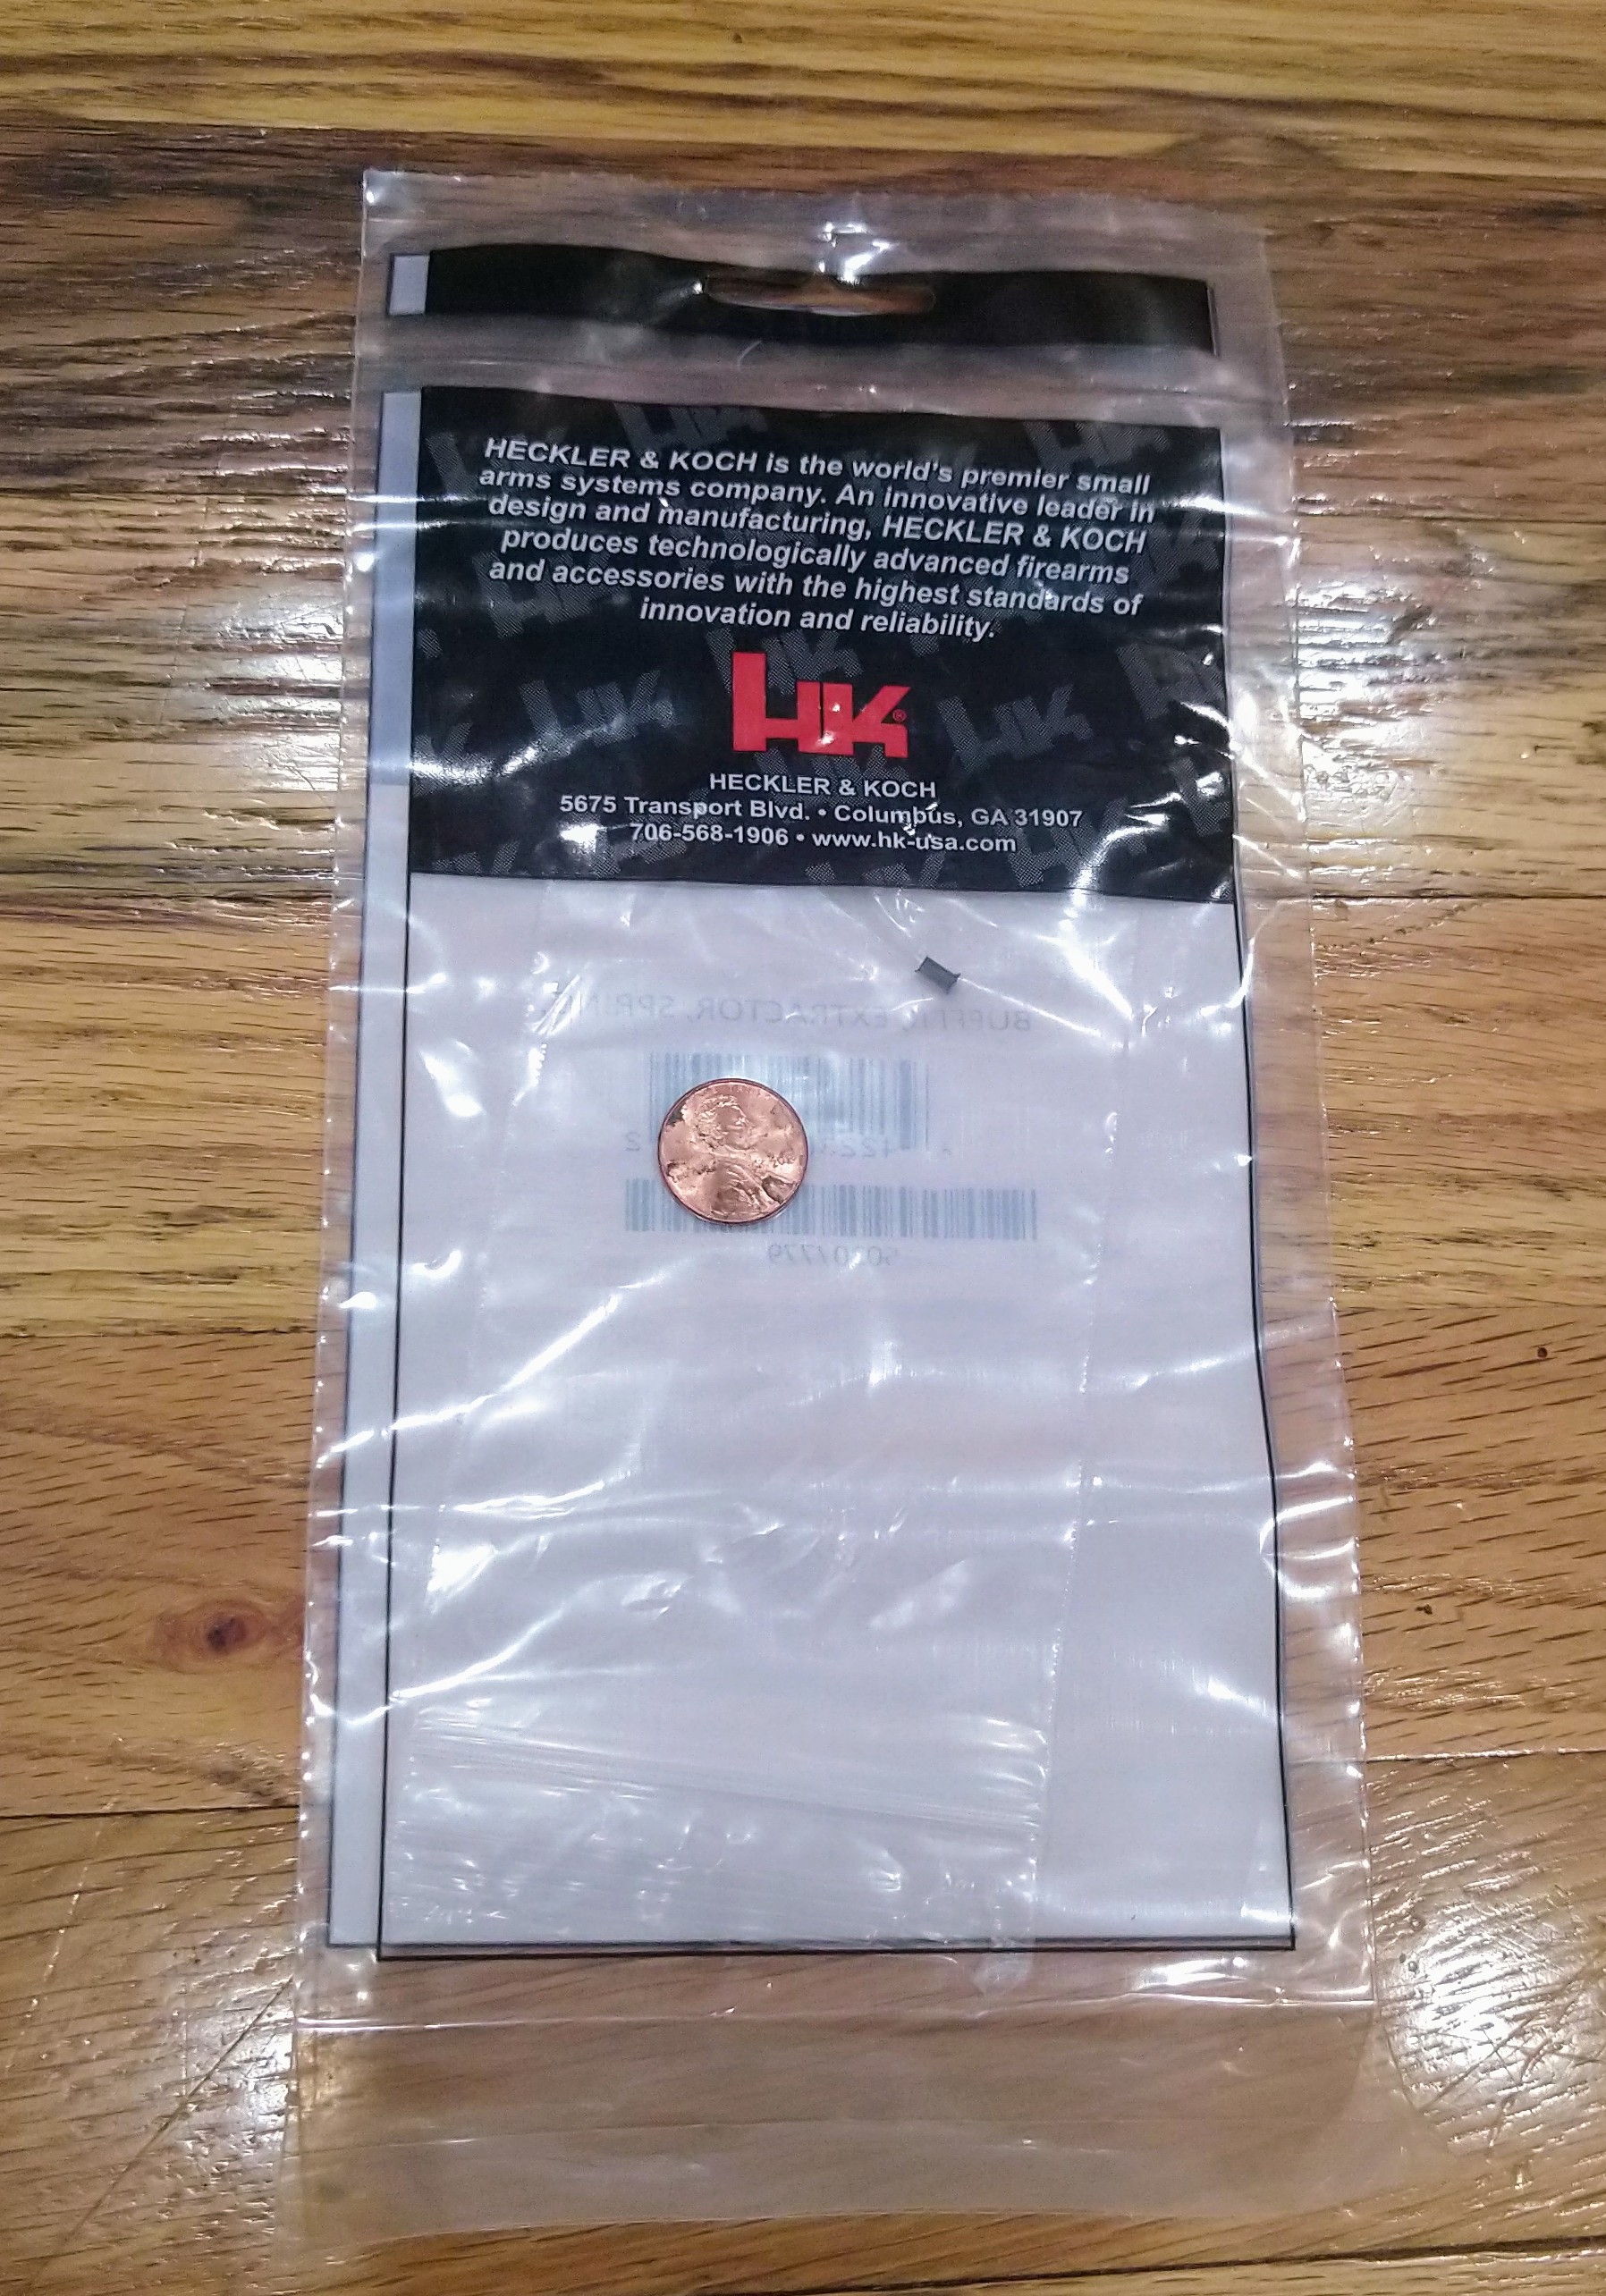 HECKLER & KOCH is the world's premier small
arms systems company. An innovative leader in
design and manufacturing, HECKLER & KOCH
produces technologically advanced firearms
and accessories with the highest standards of
innovation and reliability.
HK®
HECKLER & KOCH
5675 Transport Blvd. • Columbus, GA 31907
706-568-1906 • www.hk-usa.com
EXTRACTOR, SPRING